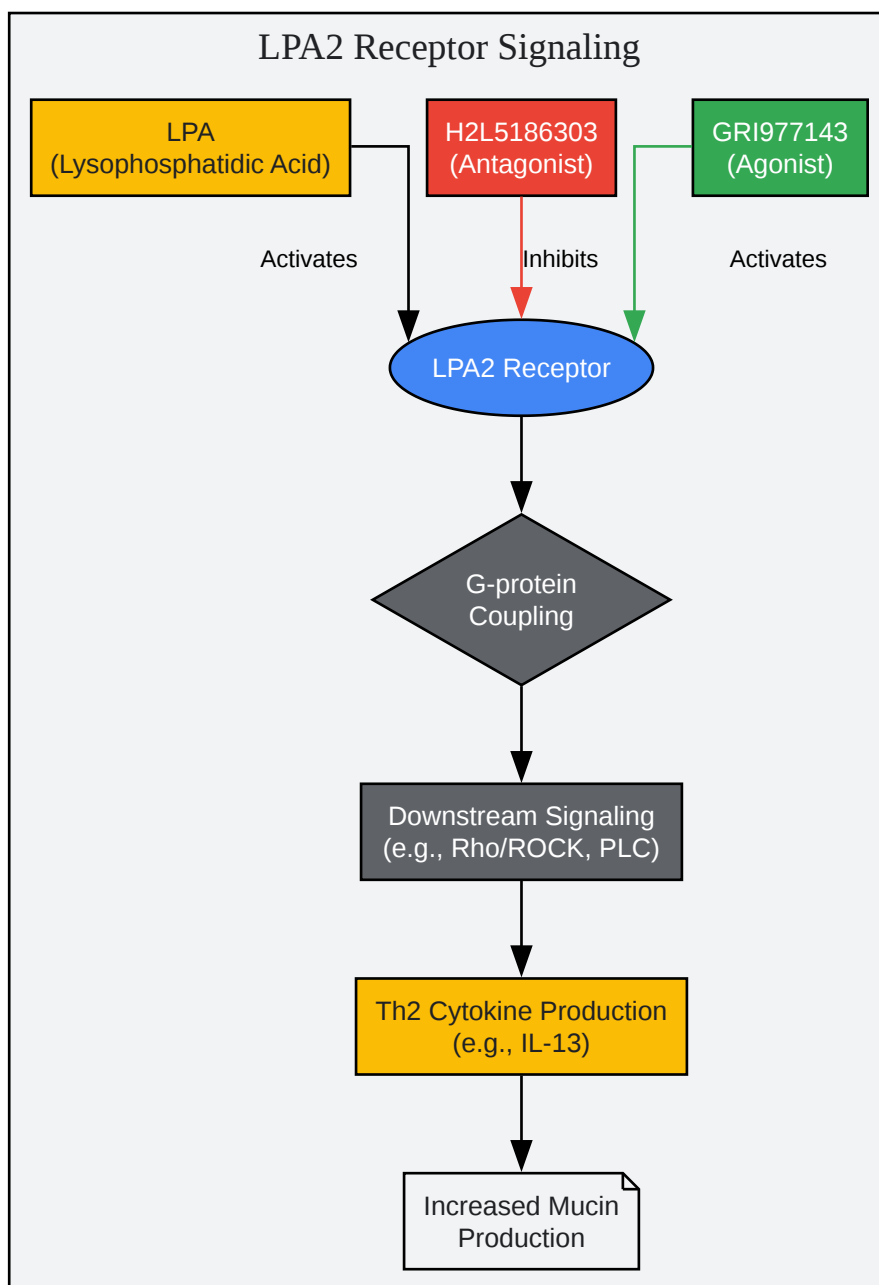 LPA2 Receptor Signaling
LPA
(Lysophosphatidic Acid)
H2L5186303
(Antagonist)
GRI977143
(Agonist)
Activates
Inhibits
Activates
LPA2 Receptor
G-protein
Coupling
Downstream Signaling
(e.g., Rho/ROCK, PLC)
Th2 Cytokine Production
(e.g., IL-13)
Increased Mucin
Production